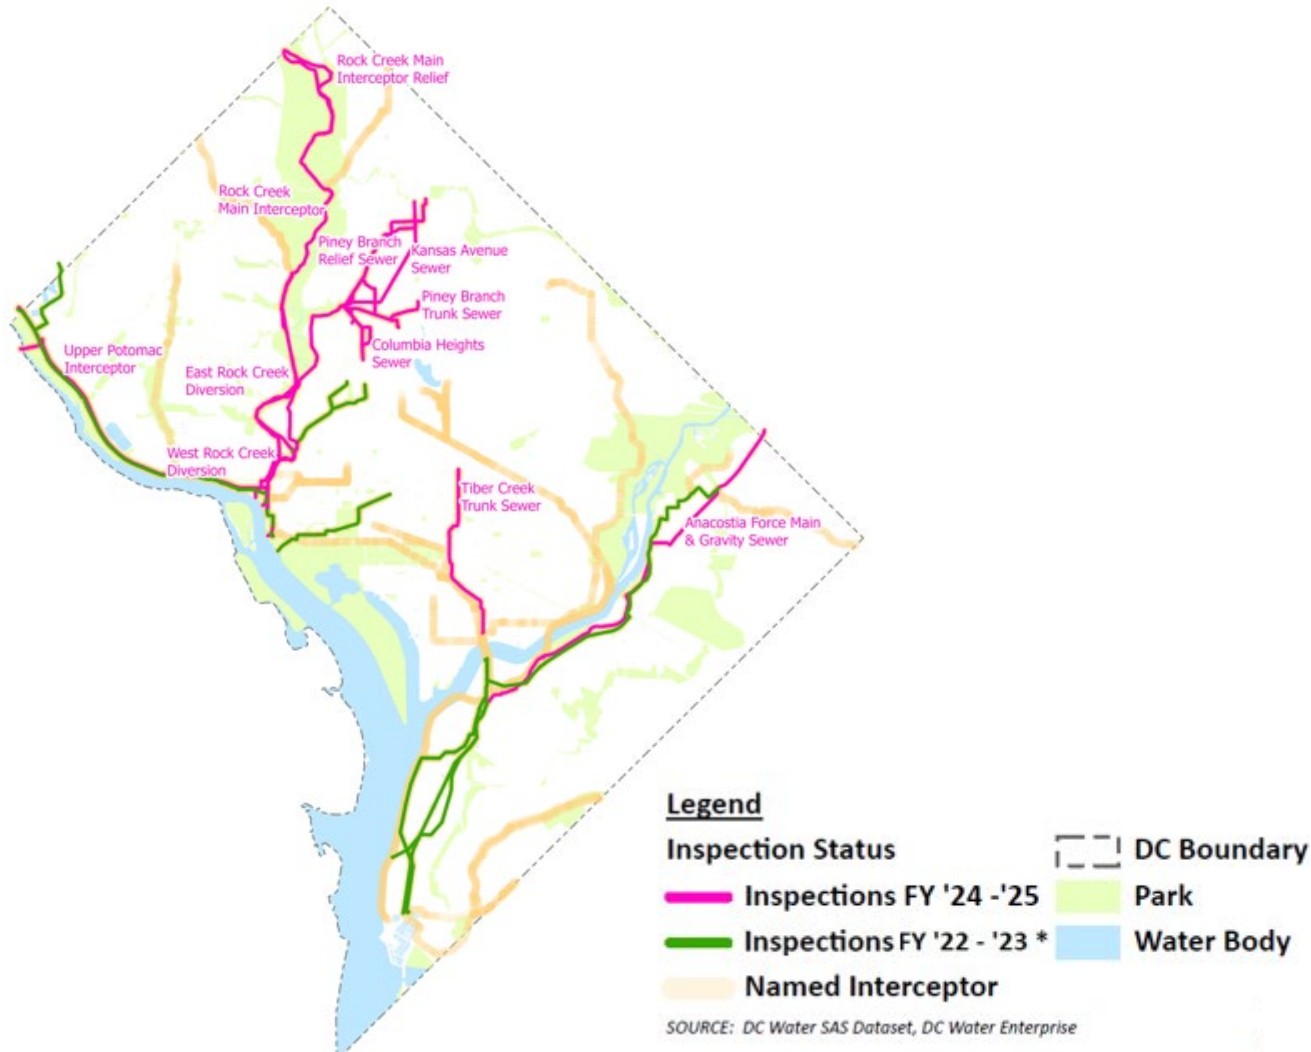 Rock Creek Main
Interceptor Relief
Rock Creek
Main Interceptor
Piney Branch
Relief Sewer
Kansas Avenue
Sewer
Piney Branch
Trunk Sewer
Columbia Heights
Sewer
Upper Potomac
Interceptor
East Rock Creek
Diversion
West Rock Creek
Diversion
Tiber Creek
Trunk Sewer
Anacostia Force Main
& Gravity Sewer
Legend
Inspection Status
Inspections FY '24 -'25
Inspections FY '22 - '23 *
Named Interceptor
DC Boundary
Park
Water Body
SOURCE: DC Water SAS Dataset, DC Water Enterprise